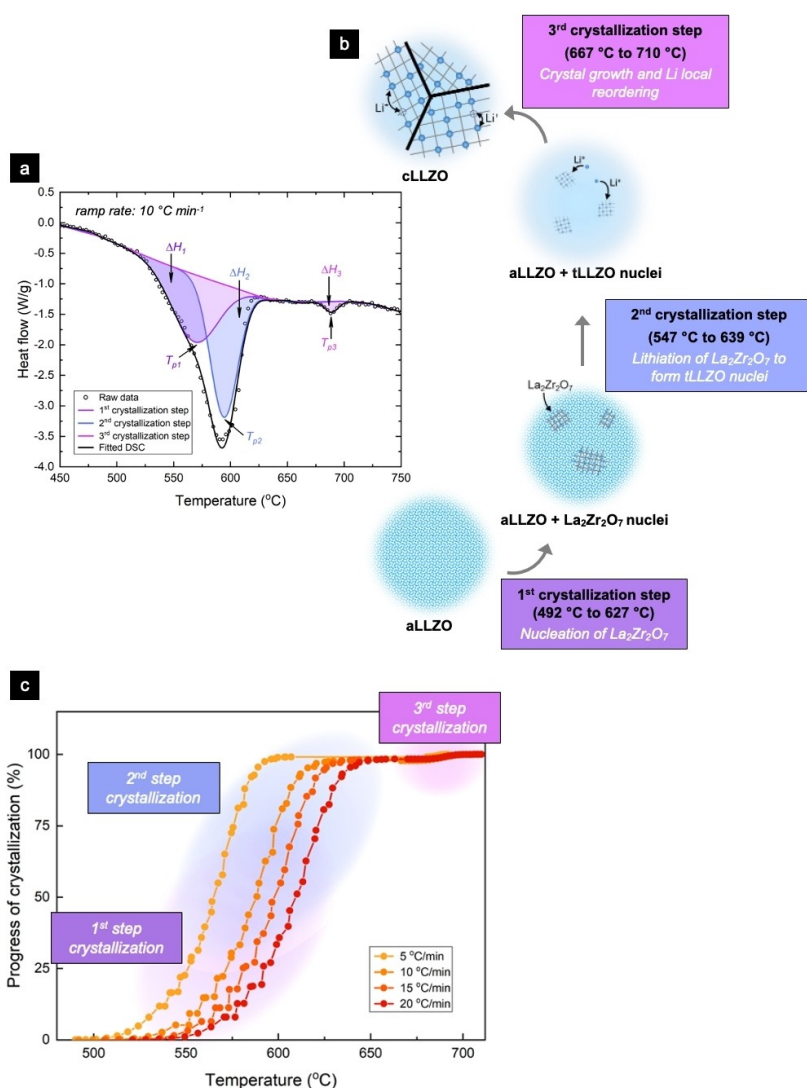 b
3rd crystallization step
(667 °C to 710 °C)
Crystal growth and Li local
reordering
Li+
Li+
cLLZO
Li+
Li+
aLLZO + tLLZO nuclei
a
ramp rate: 10 °C min-1
ΔH1
ΔH2
ΔH3
Tp1
Tp2
Tp3
Heat flow (W/g)
0.5
0.0
-0.5
-1.0
-1.5
-2.0
-2.5
-3.0
-3.5
-4.0
Raw data
1st crystallization step
2nd crystallization step
3rd crystallization step
Fitted DSC
450 500 550 600 650 700 750
Temperature (°C)
2nd crystallization step
(547 °C to 639 °C)
Lithiation of La2Zr2O7 to
form tLLZO nuclei
La2Zr2O7
aLLZO + La2Zr2O7 nuclei
aLLZO
1st crystallization step
(492 °C to 627 °C)
Nucleation of La2Zr2O7
c
3rd step
crystallization
2nd step
crystallization
1st step
crystallization
Progress of crystallization (%)
100
75
50
25
0
5 °C/min
10 °C/min
15 °C/min
20 °C/min
500 550 600 650 700
Temperature (°C)